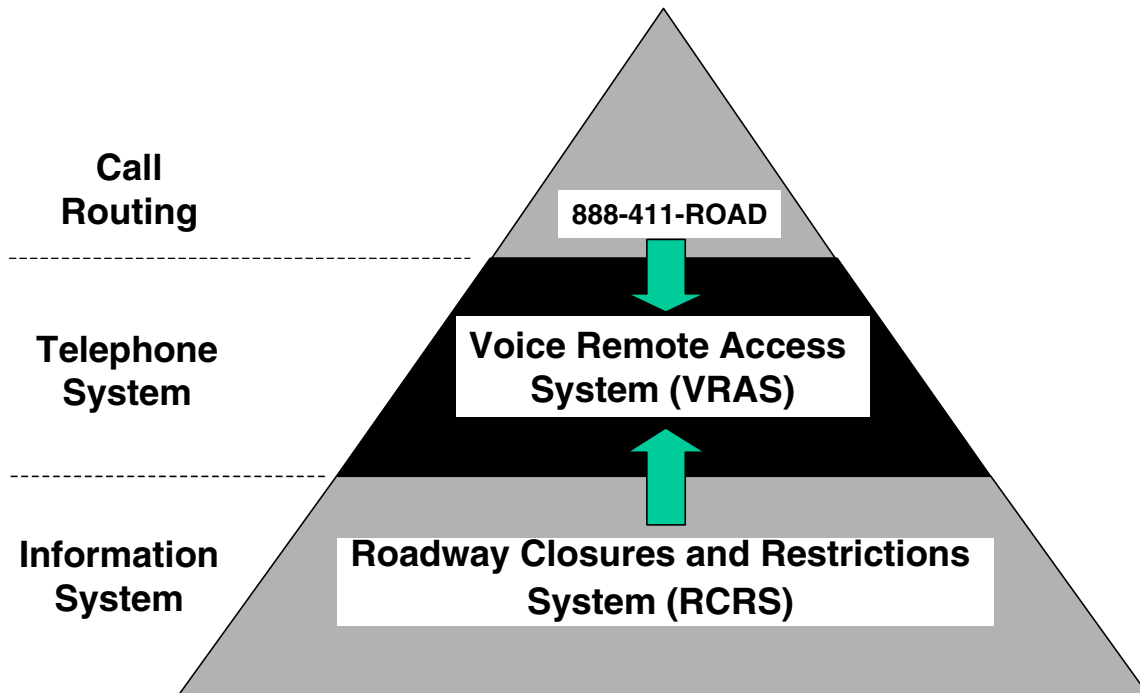 Call
Routing
888-411-ROAD
Telephone
System
Voice Remote Access
System (VRAS)
Information
System
Roadway Closures and Restrictions
System (RCRS)